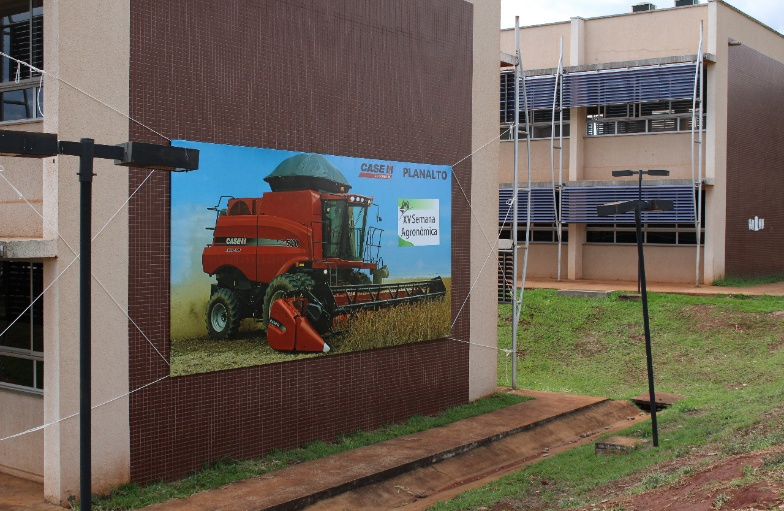 CASE IH
PLANALTO
XV Semana
Agronômica
CASE IH